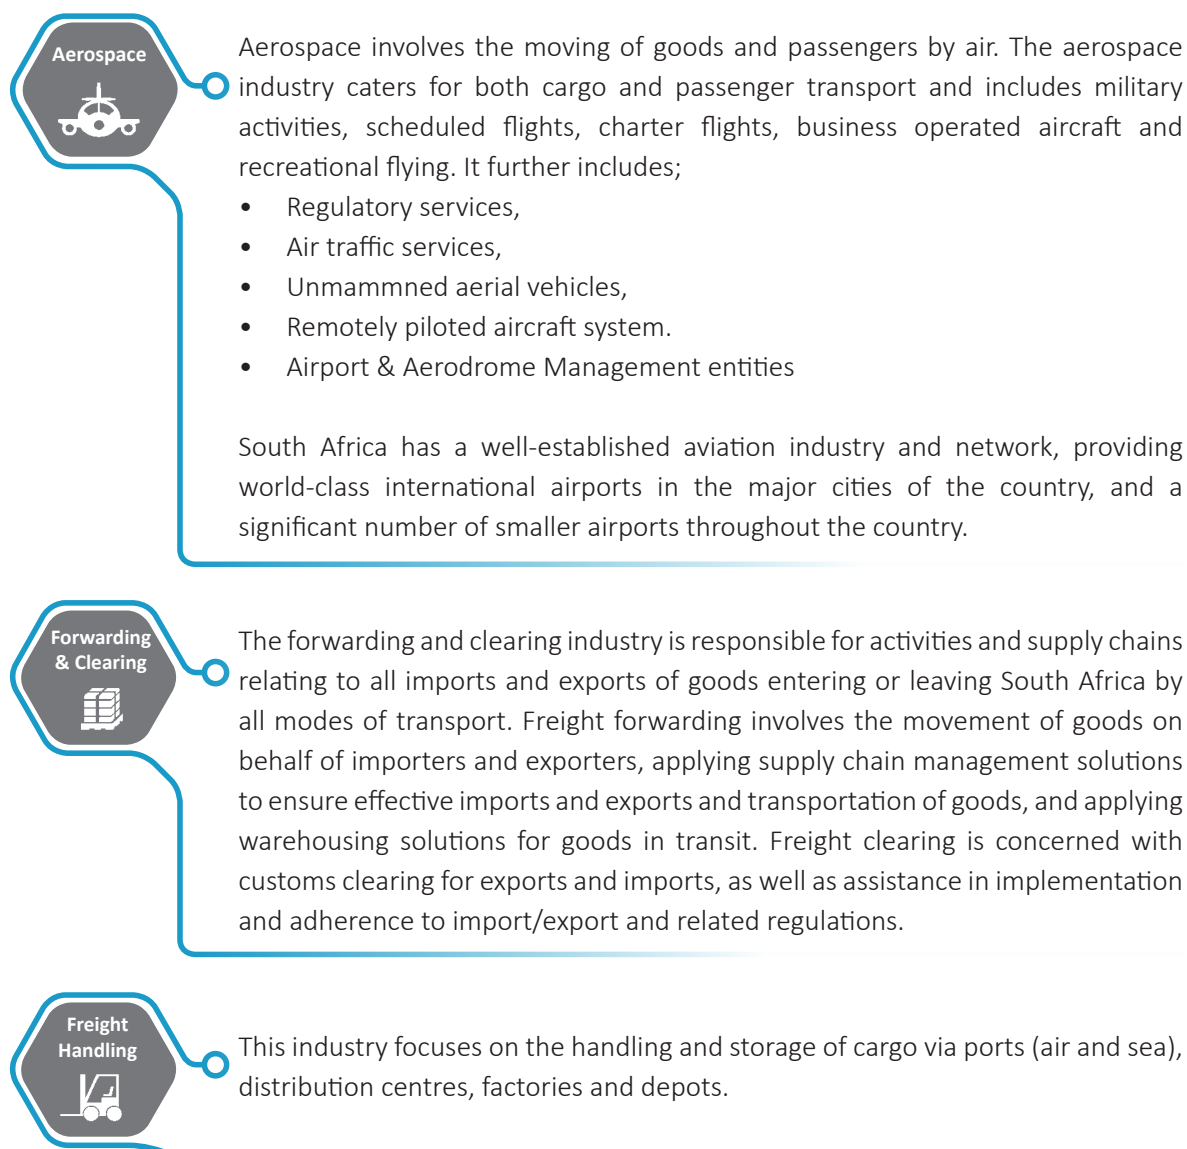 Aerospace
Aerospace involves the moving of goods and passengers by air. The aerospace
industry caters for both cargo and passenger transport and includes military
activities, scheduled flights, charter flights, business operated aircraft and
recreational flying. It further includes;
• Regulatory services,
• Air traffic services,
• Unmammned aerial vehicles,
• Remotely piloted aircraft system.
• Airport & Aerodrome Management entities
South Africa has a well-established aviation industry and network, providing
world-class international airports in the major cities of the country, and a
significant number of smaller airports throughout the country.
Forwarding
& Clearing
The forwarding and clearing industry is responsible for activities and supply chains
relating to all imports and exports of goods entering or leaving South Africa by
all modes of transport. Freight forwarding involves the movement of goods on
behalf of importers and exporters, applying supply chain management solutions
to ensure effective imports and exports and transportation of goods, and applying
warehousing solutions for goods in transit. Freight clearing is concerned with
customs clearing for exports and imports, as well as assistance in implementation
and adherence to import/export and related regulations.
Freight
Handling
This industry focuses on the handling and storage of cargo via ports (air and sea),
distribution centres, factories and depots.